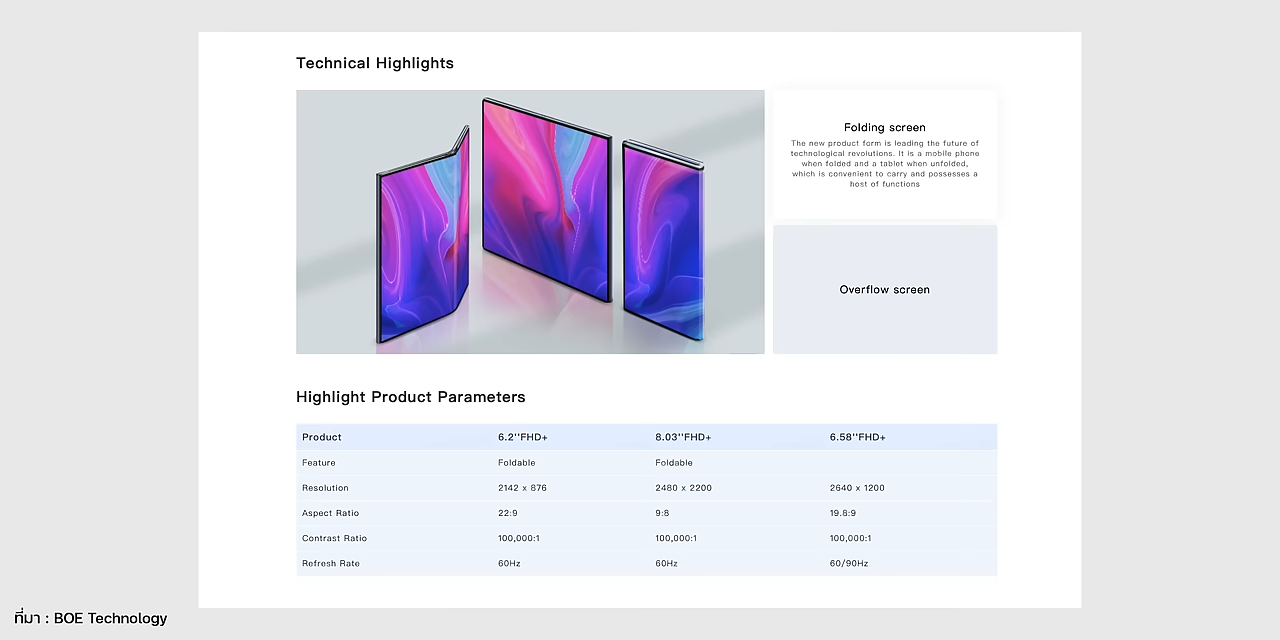 Technical Highlights
Folding screen
The new product form is leading the future of
technological revolutions. It is a mobile phone
when folded and a tablet when unfolded,
which is convenient to carry and possesses a
host of functions
Overflow screen
Highlight Product Parameters
Product 6.2''FHD+ 8.03''FHD+ 6.58''FHD+
Feature Foldable Foldable
Resolution 2142 x 876 2480 x 2200 2640 x 1200
Aspect Ratio 22:9 9:8 19.8:9
Contrast Ratio 100,000:1 100,000:1 100,000:1
Refresh Rate 60Hz 60Hz 60/90Hz
ที่มา : BOE Technology